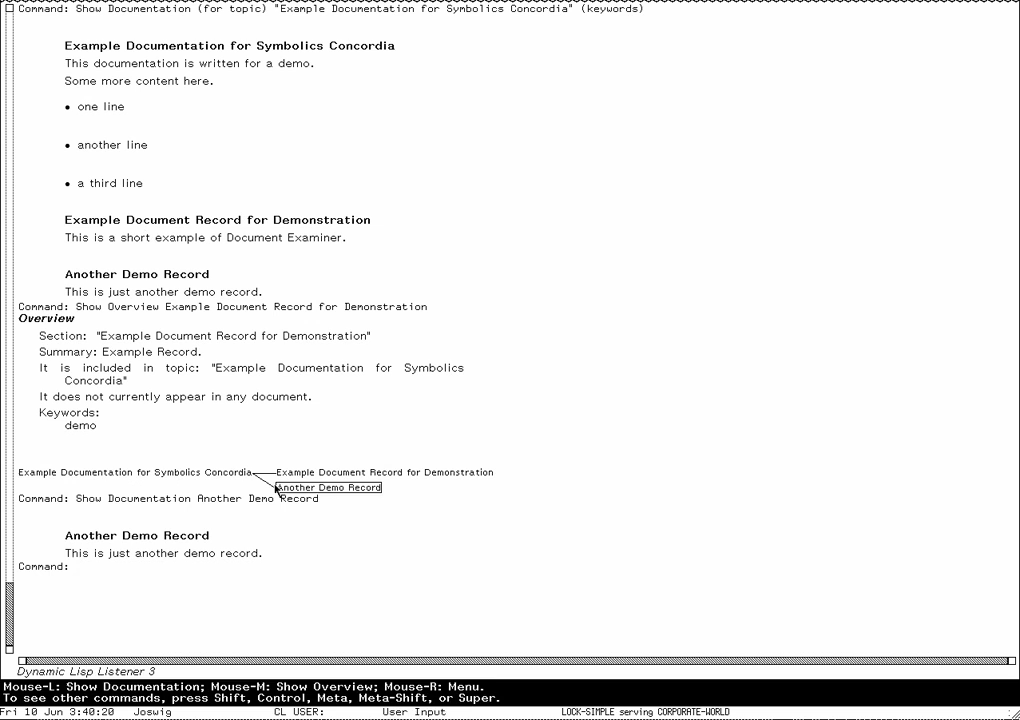 Command: Show Documentation (for topic) "Example Documentation for Symbolics Concordia" (keywords)
Example Documentation for Symbolics Concordia
This documentation is written for a demo.
Some more content here.
• one line
• another line
• a third line
Example Document Record for Demonstration
This is a short example of Document Examiner.
Another Demo Record
This is just another demo record.
Command: Show Overview Example Document Record for Demonstration
Overview
Section: "Example Document Record for Demonstration"
Summary: Example Record.
It is included in topic: "Example Documentation for Symbolics
Concordia"
It does not currently appear in any document.
Keywords:
demo
Example Documentation for Symbolics Concordia Example Document Record for Demonstration
Another Demo Record
Command: Show Documentation Another Demo Record
Another Demo Record
This is just another demo record.
Command:
Dynamic Lisp Listener 3
Mouse-L: Show Documentation; Mouse-M: Show Overview; Mouse-R: Menu.
To see other commands, press Shift, Control, Meta, Meta-Shift, or Super.
Fri 10 Jun 3:40:20 Joswig CL USER: User Input LOCK-SIMPLE serving CORPORATE-WORLD